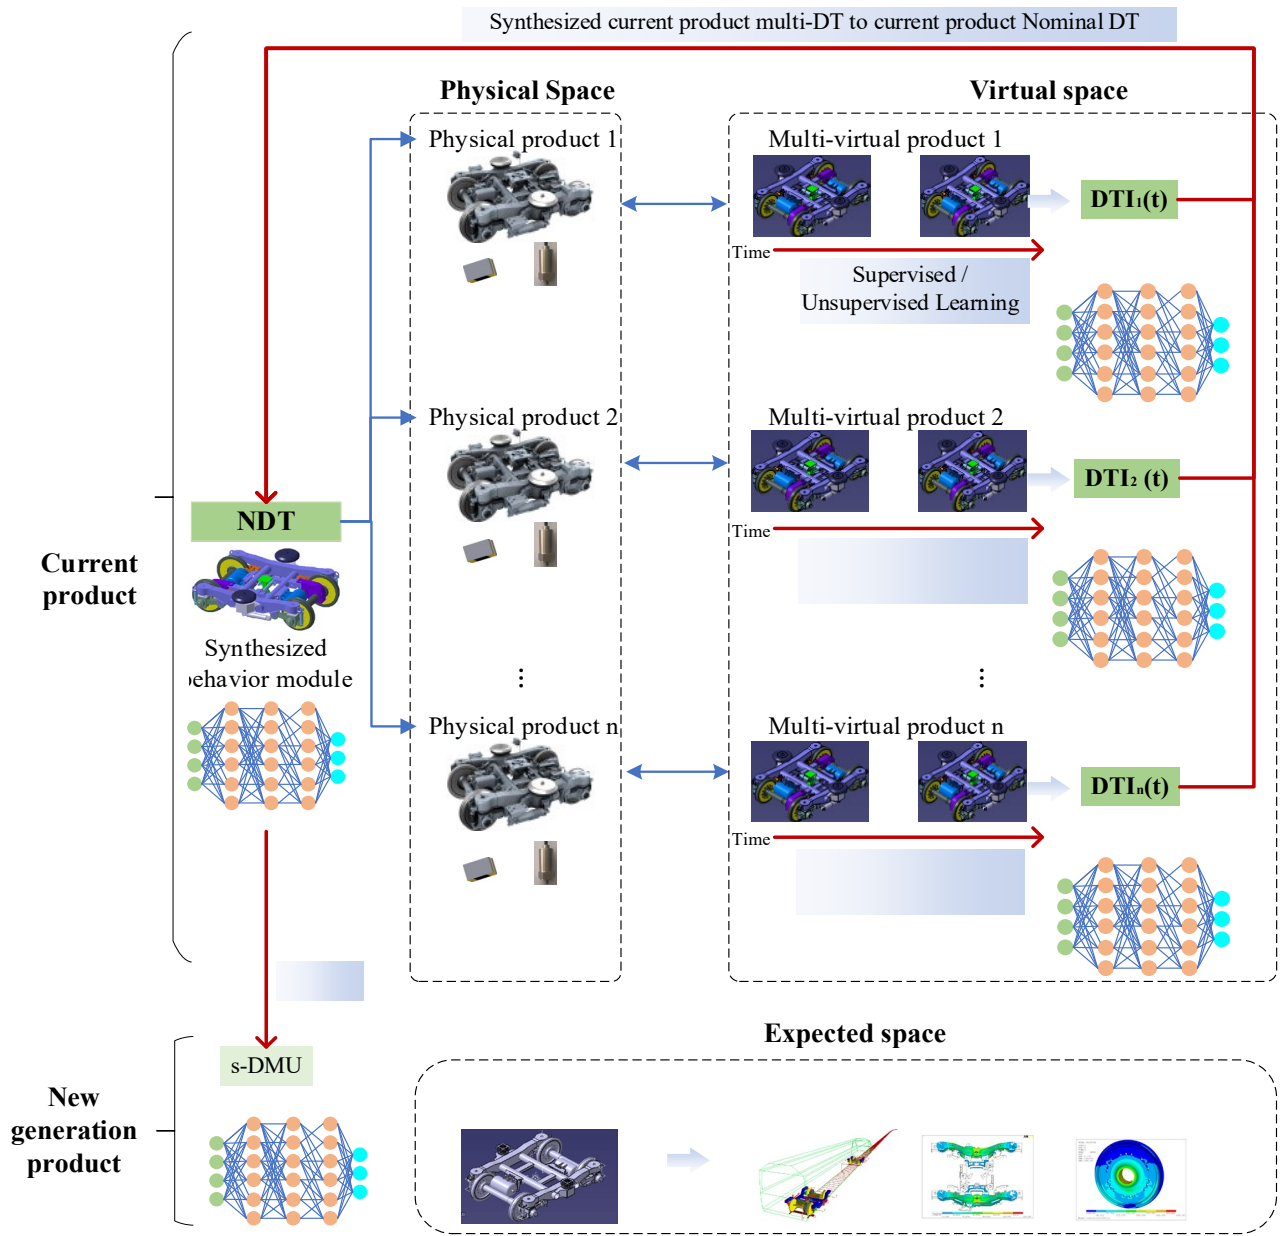 Synthesized current product multi-DT to current product Nominal DT
Physical Space
Virtual space
Physical product 1
Multi-virtual product 1
DTI₁(t)
Time
Supervised /
Unsupervised Learning
Physical product 2
Multi-virtual product 2
DTI₂ (t)
Time
NDT
Current
product
Synthesized
ehavior module
⋮
⋮
Physical product n
Multi-virtual product n
DTIₙ(t)
Time
Expected space
s-DMU
New
generation
product